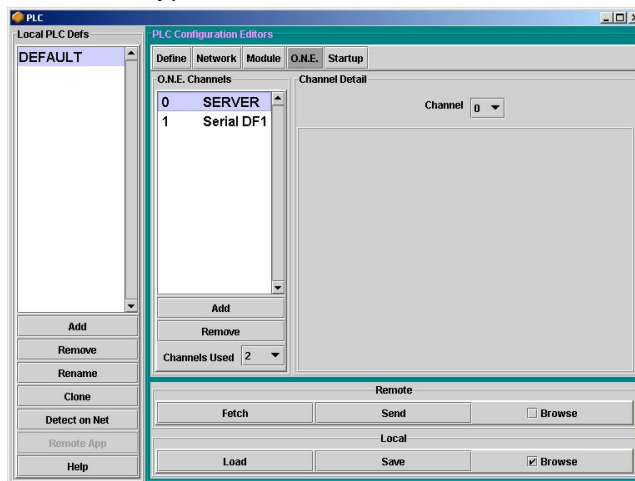 PLC
Local PLC Defs
DEFAULT
Add
Remove
Rename
Clone
Detect on Net
Remote App
Help
PLC Configuration Editors
Define Network Module O.N.E. Startup
O.N.E. Channels
0 SERVER
1 Serial DF1
Add
Remove
Channels Used 2
Channel Detail
Channel 0
Remote
Fetch Send Browse
Local
Load Save Browse